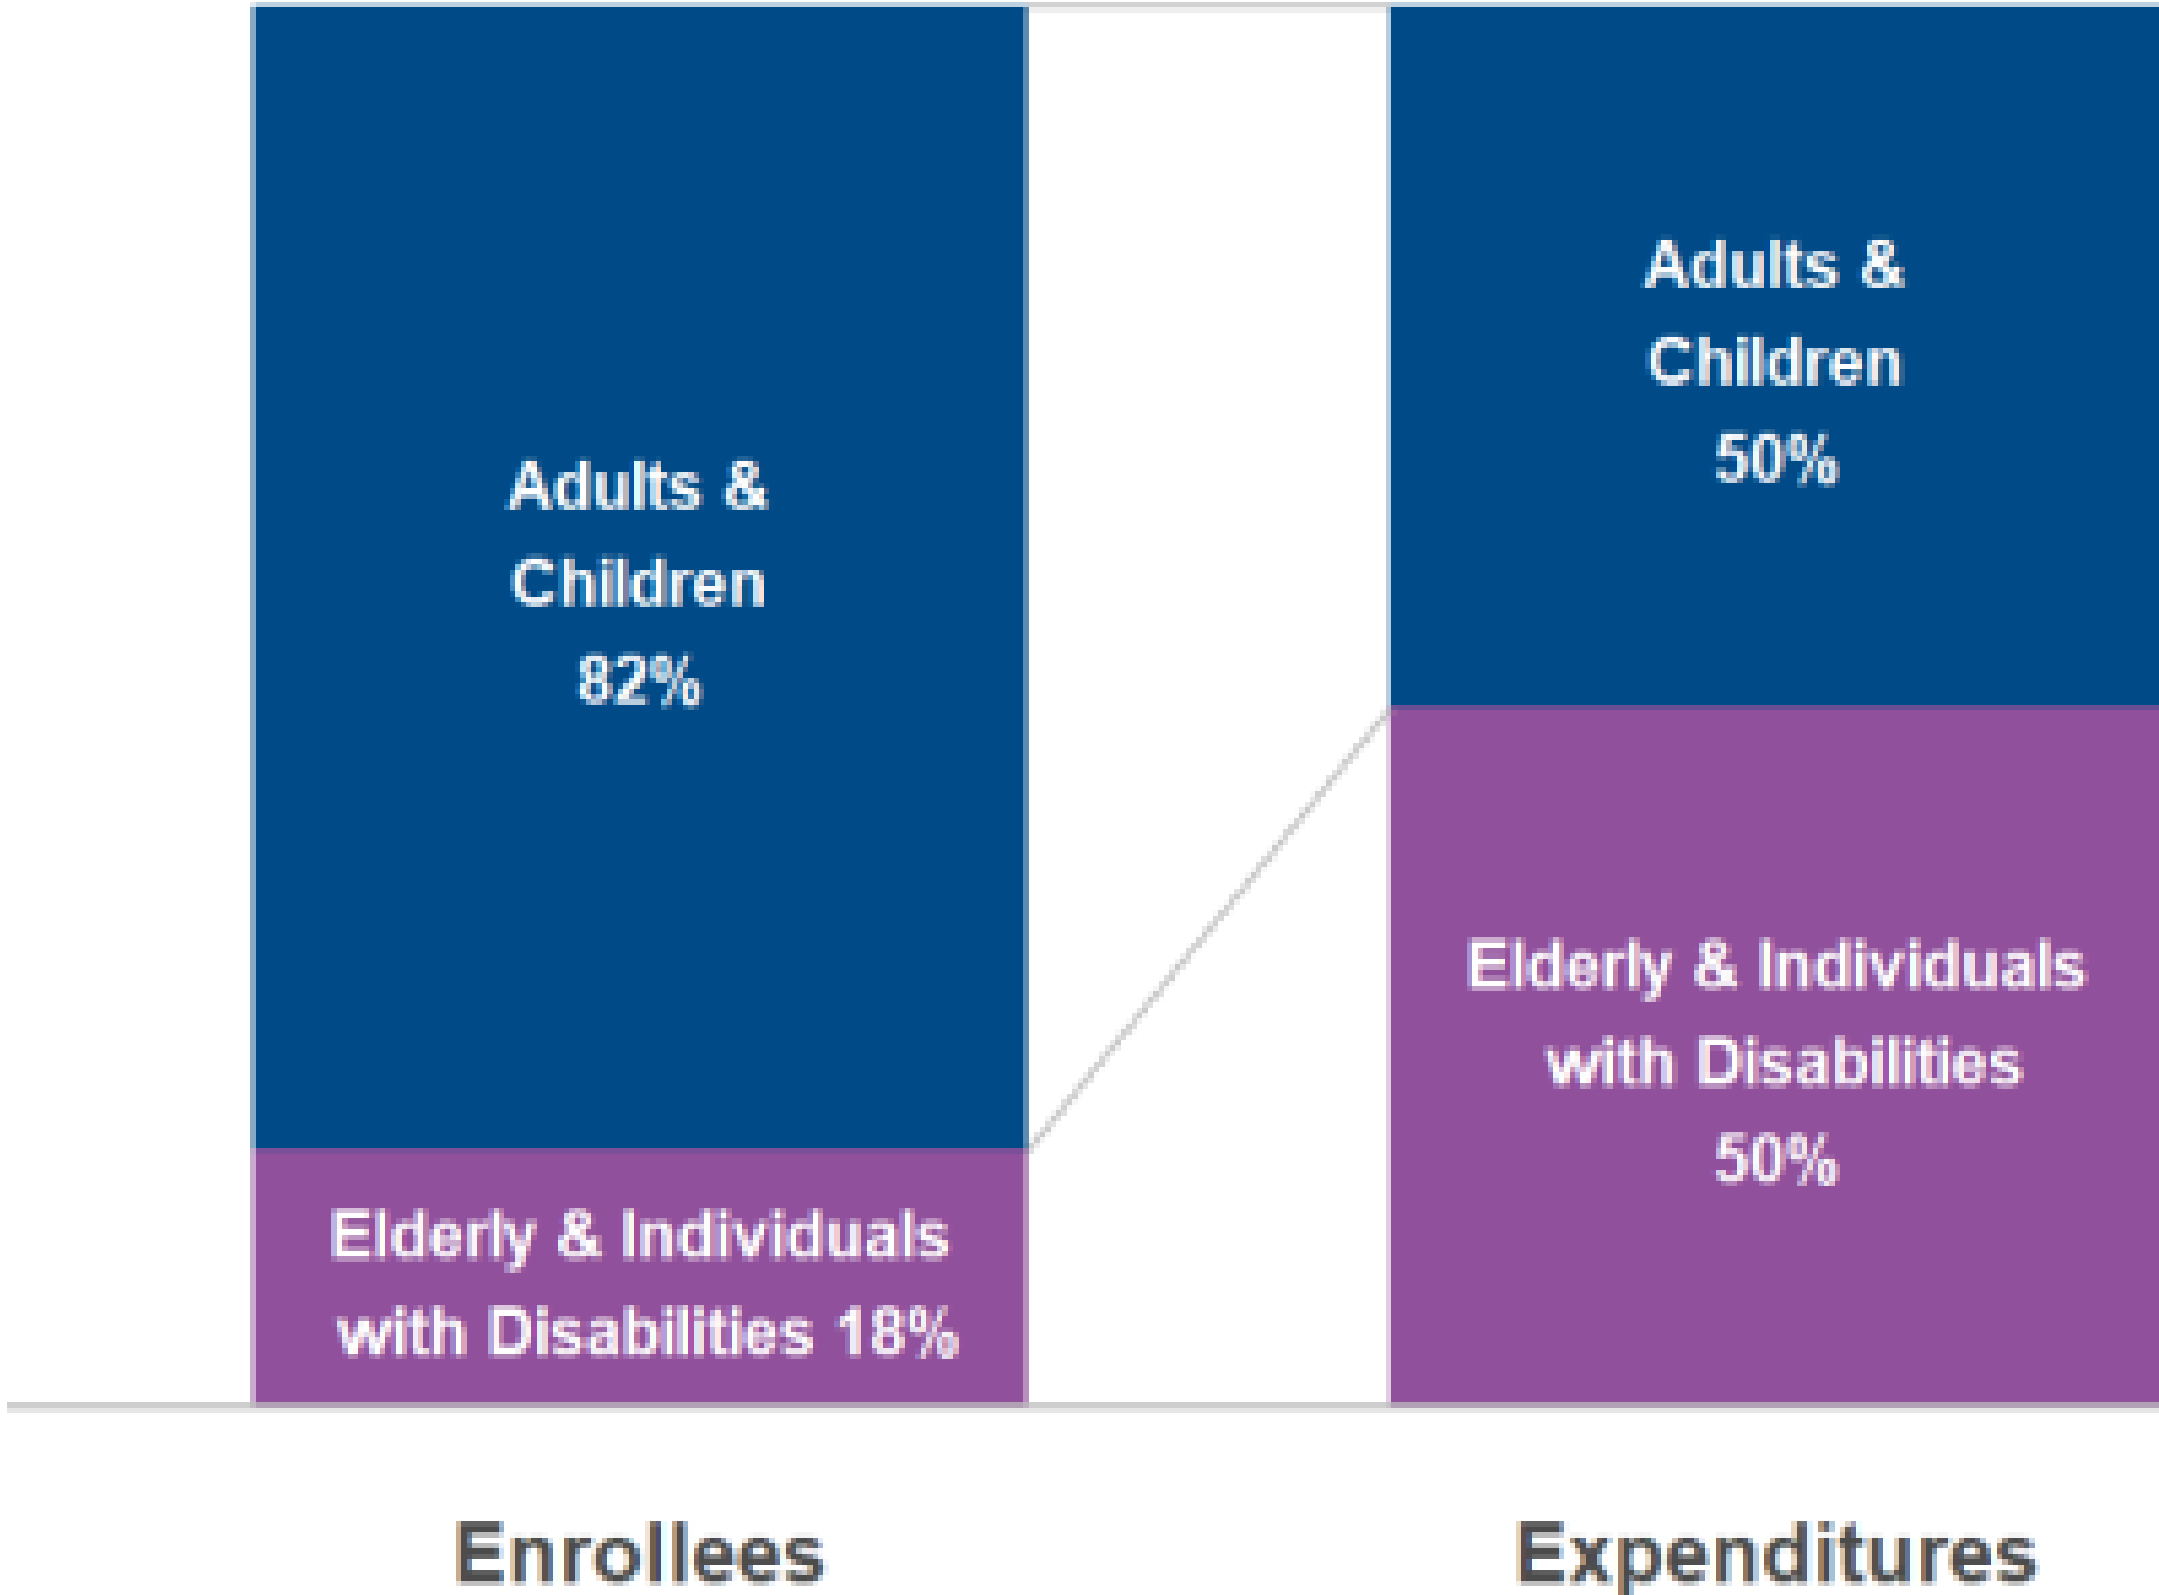 Adults &
Children
82%
Elderly & Individuals
with Disabilities 18%
Adults &
Children
50%
Elderly & Individuals
with Disabilities
50%
Enrollees
Expenditures